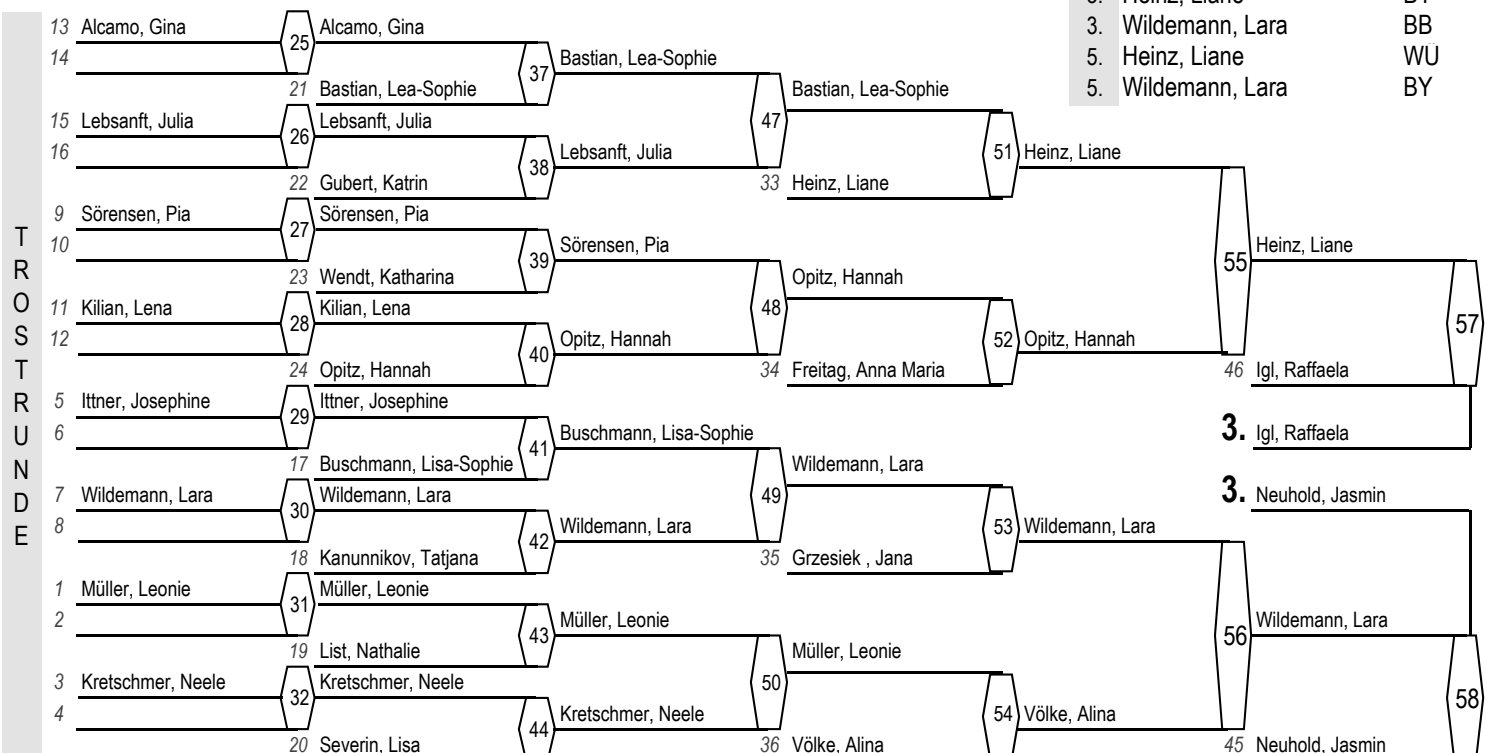 3. Heinz, Liane BY
3. Wildemann, Lara BB
5. Heinz, Liane WÜ
5. Wildemann, Lara BY
TROSTRUNDE
13 Alcamo, Gina 25 Alcamo, Gina
14 37 Bastian, Lea-Sophie
21 Bastian, Lea-Sophie Bastian, Lea-Sophie
15 Lebsanft, Julia 26 Lebsanft, Julia 47
16 38 Lebsanft, Julia 51 Heinz, Liane
22 Gubert, Katrin 33 Heinz, Liane
9 Sörensen, Pia 27 Sörensen, Pia
10 39 Sörensen, Pia 55 Heinz, Liane
23 Wendt, Katharina Opitz, Hannah
11 Kilian, Lena 28 Kilian, Lena 48 57
12 40 Opitz, Hannah 52 Opitz, Hannah
24 Opitz, Hannah 34 Freitag, Anna Maria 46 Igl, Raffaela
5 Ittner, Josephine 29 Ittner, Josephine
6 41 Buschmann, Lisa-Sophie 3. Igl, Raffaela
17 Buschmann, Lisa-Sophie Wildemann, Lara
7 Wildemann, Lara 30 Wildemann, Lara 49 3. Neuhold, Jasmin
8 42 Wildemann, Lara 53 Wildemann, Lara
18 Kanunnikov, Tatjana 35 Grzesiek , Jana
1 Müller, Leonie 31 Müller, Leonie
2 43 Müller, Leonie 56 Wildemann, Lara
19 List, Nathalie Müller, Leonie
3 Kretschmer, Neele 32 Kretschmer, Neele 50 58
4 44 Kretschmer, Neele 54 Völke, Alina
20 Severin, Lisa 36 Völke, Alina 45 Neuhold, Jasmin